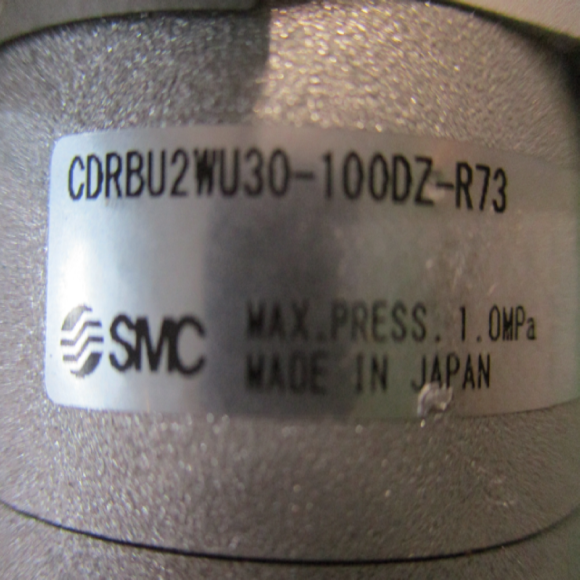 CDRBU2WU30-100DZ-R73
SMC
MAX.PRESS. 1.0MPa
MADE IN JAPAN